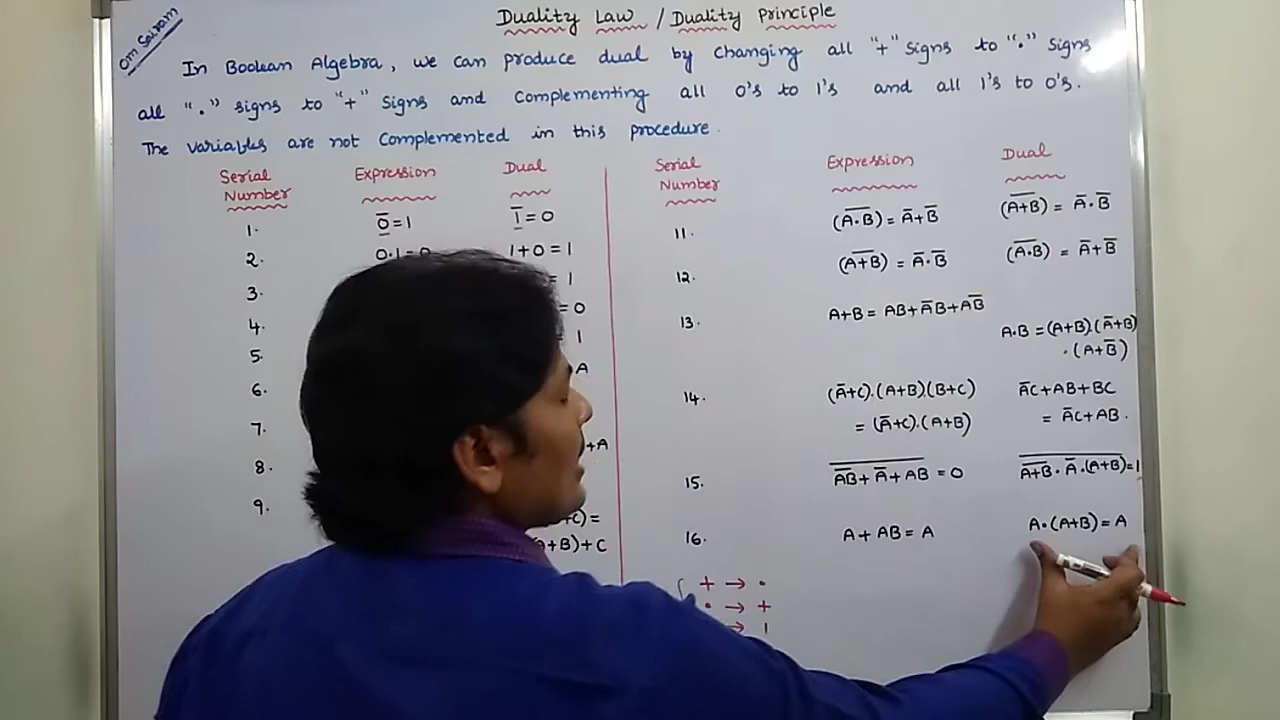 Om Sairam
Duality Law / Duality Principle
In Boolean Algebra, we can produce dual by changing all "+" signs to "·" signs
all "·" signs to "+" signs and complementing all 0's to 1's and all 1's to 0's.
The variables are not complemented in this procedure.
Serial Number Expression Dual
1. 0̅=1 1̅=0
2. 0·1=0 1+0=1
3. =1
4. =0
5. =1
6. A
7. +A
8.
9. +C)=
+B)+C
Serial Number Expression Dual
11. (A·B)̅ = A̅+B̅ (A+B)̅ = A̅·B̅
12. (A+B)̅ = A̅·B̅ (A·B)̅ = A̅+B̅
13. A+B = AB+A̅B+AB̅ A·B = (A+B).(A̅+B)
·(A+B̅)
14. (A̅+C).(A+B)(B+C) A̅C+AB+BC
= (A̅+C).(A+B) = A̅C+AB.
15. A̅B̅+A̅+AB = 0 A̅+̅B̅·A̅·(A+B)=1
16. A+AB=A A·(A+B)=A
+ → ·
· → +
→ 1